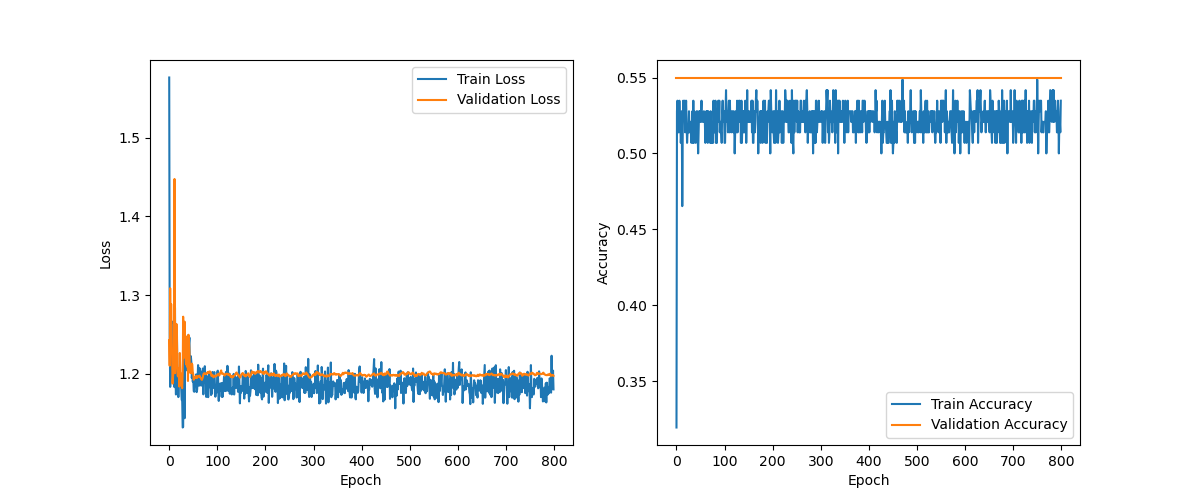 Train Loss
Validation Loss
1.5
1.4
1.3
1.2
Loss
0 100 200 300 400 500 600 700 800
Epoch
0.55
0.50
0.45
0.40
0.35
Accuracy
Train Accuracy
Validation Accuracy
0 100 200 300 400 500 600 700 800
Epoch